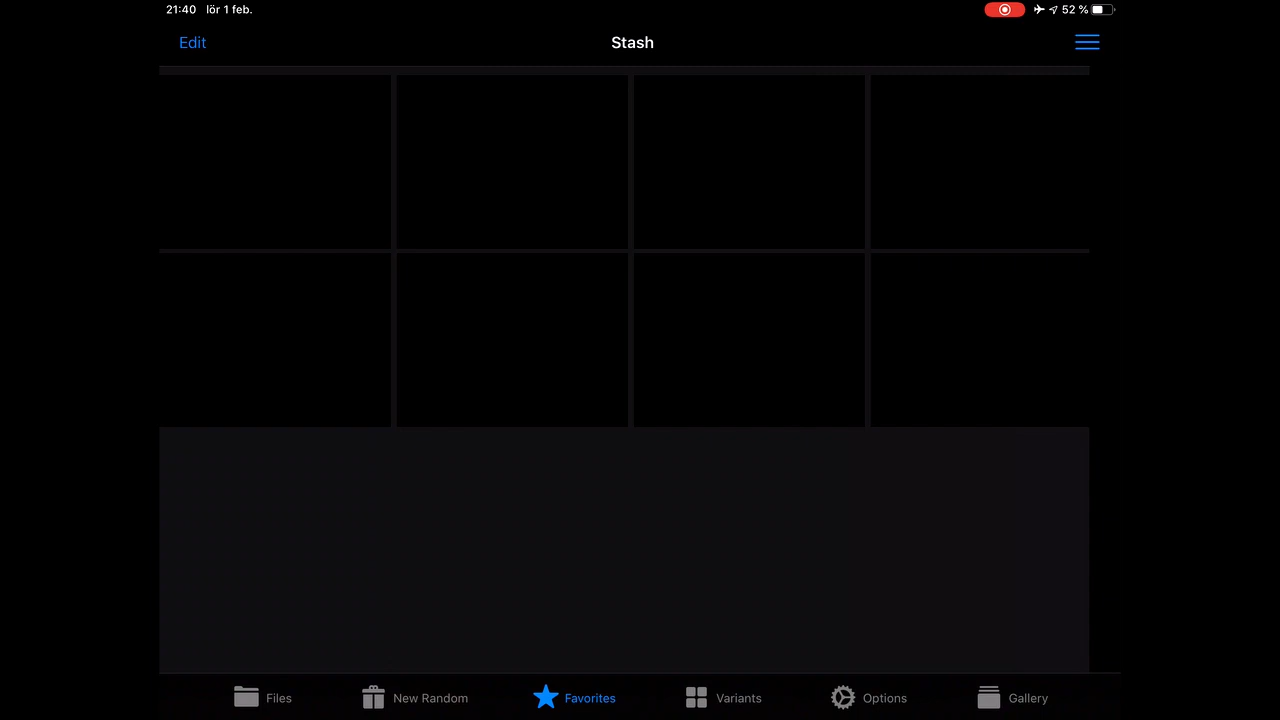 21:40 lör 1 feb.
52 %
Edit
Stash
Files
New Random
Favorites
Variants
Options
Gallery